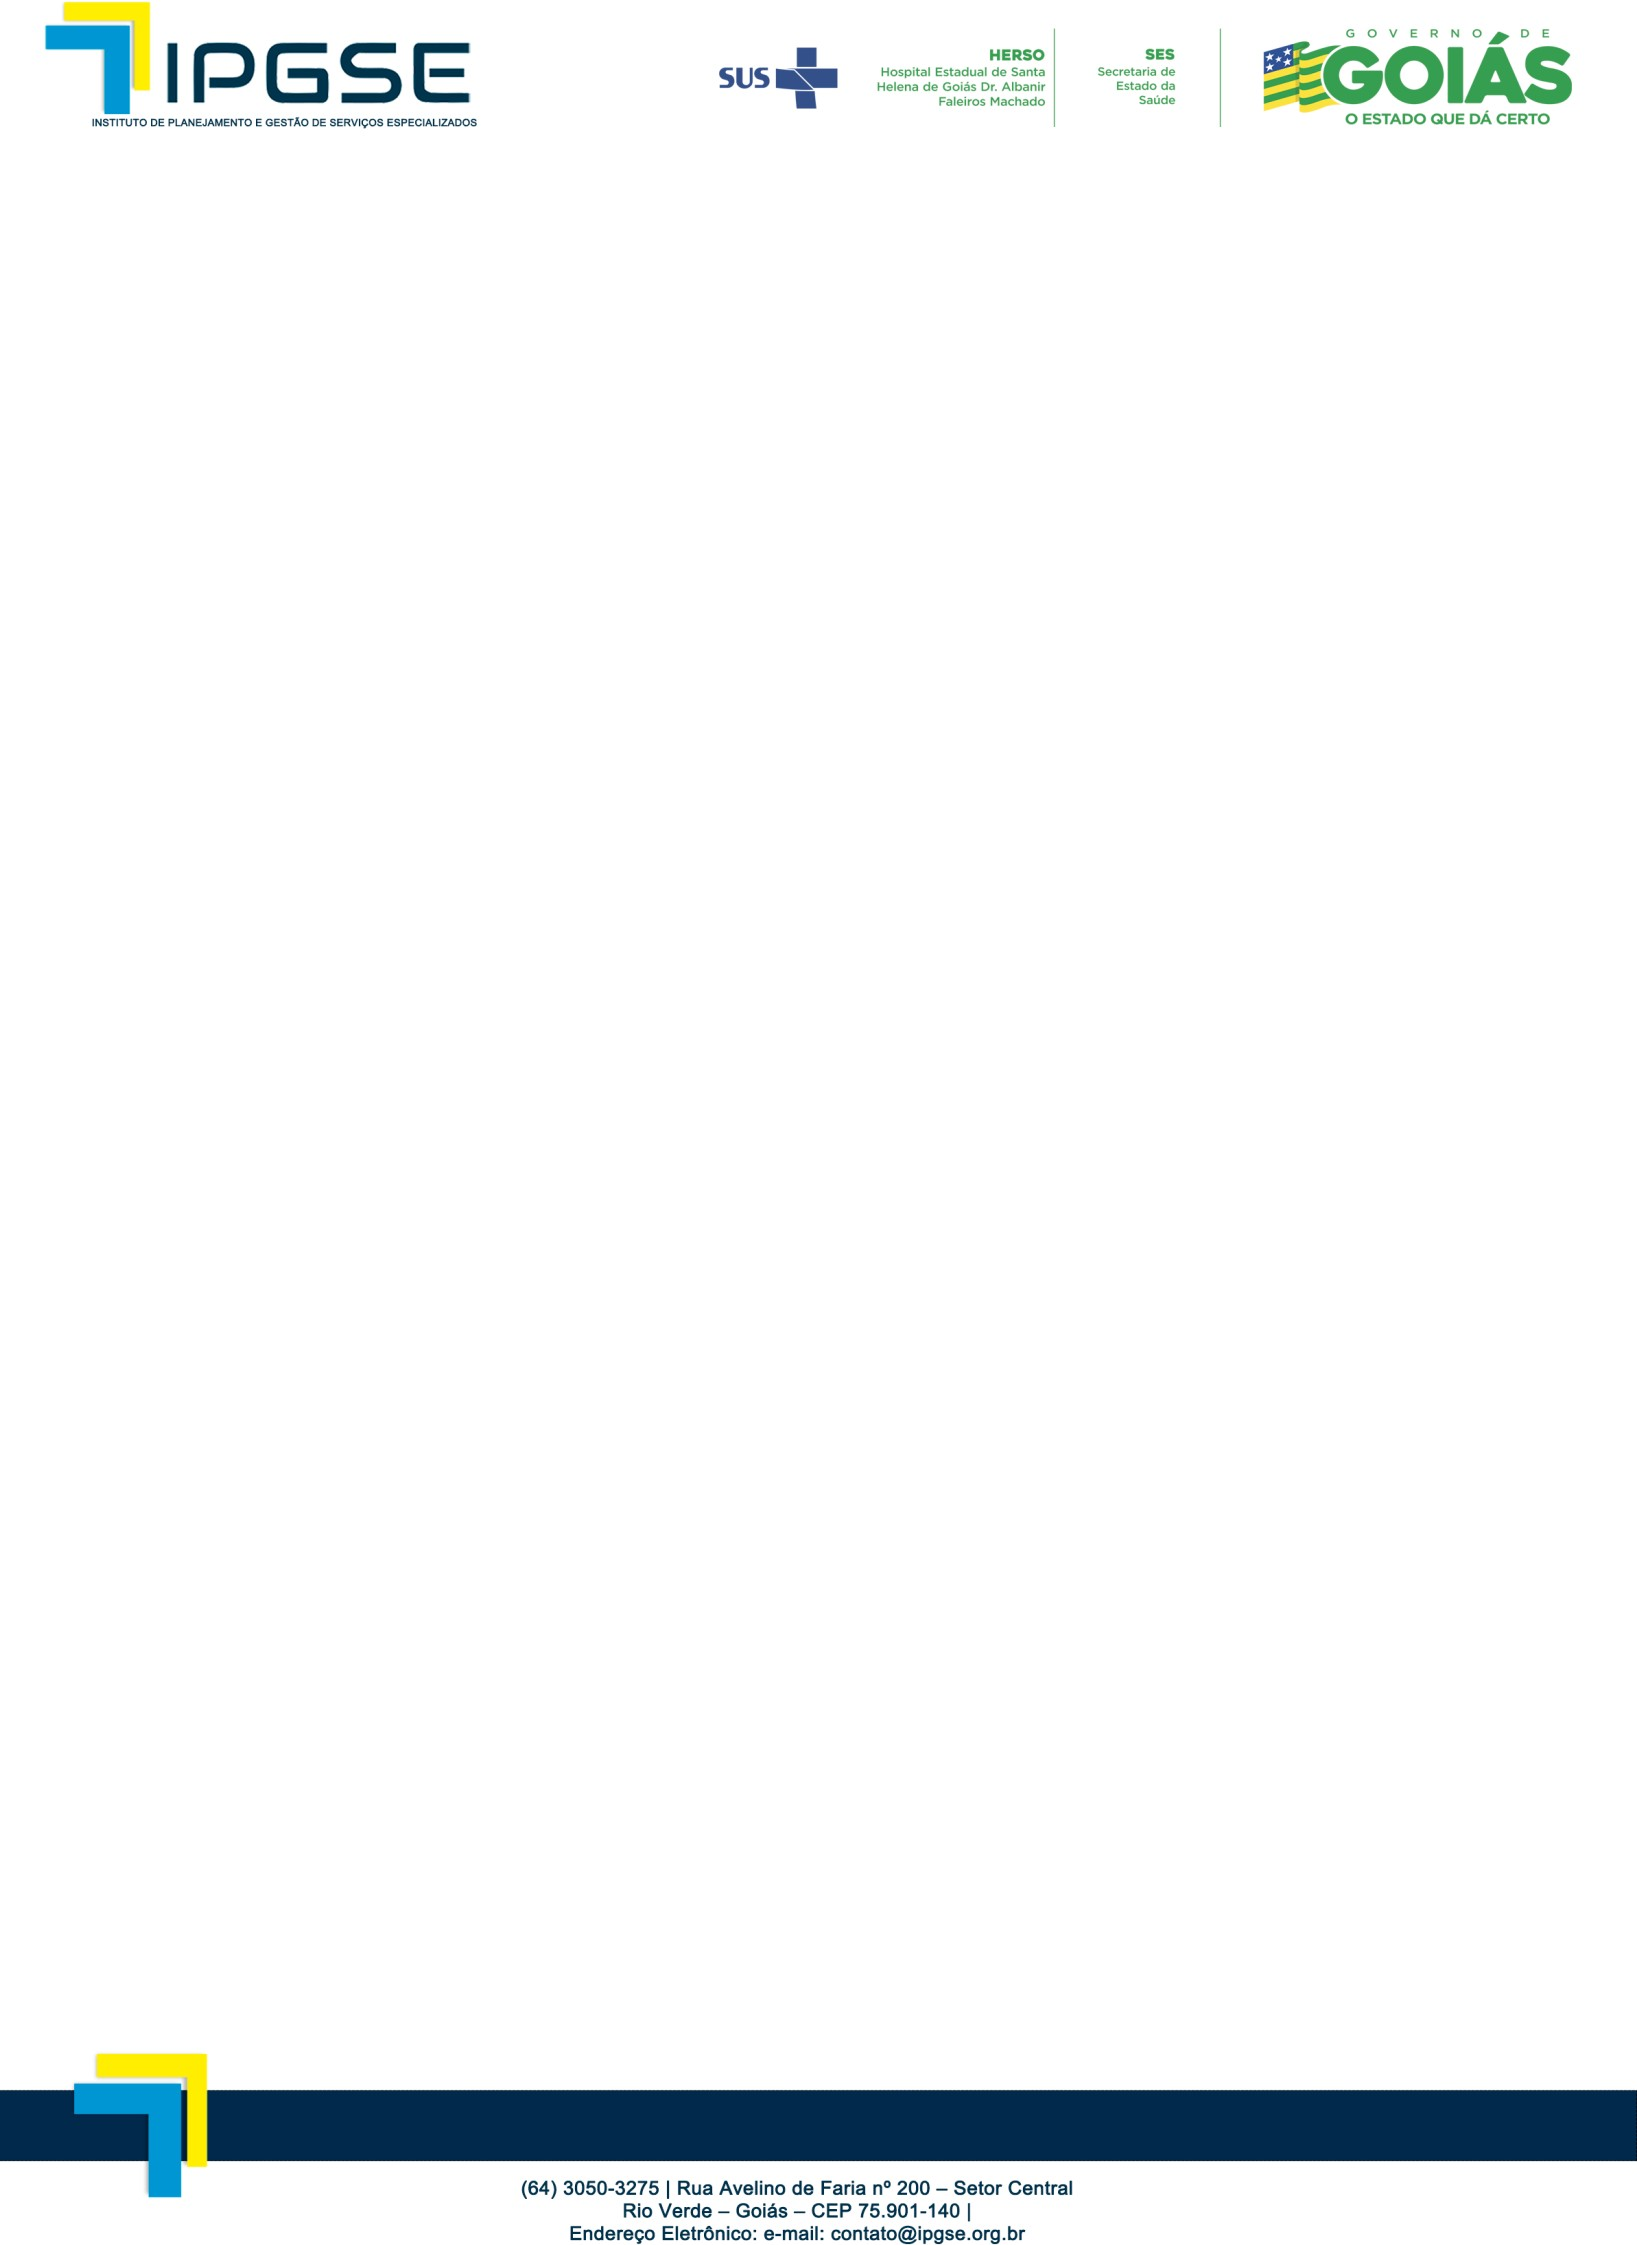 IPGSE
INSTITUTO DE PLANEJAMENTO E GESTÃO DE SERVIÇOS ESPECIALIZADOS
SUS
HERSO
Hospital Estadual de Santa
Helena de Goiás Dr. Albanir
Faleiros Machado
SES
Secretaria de
Estado da
Saúde
GOVERNO DE
GOIÁS
O ESTADO QUE DÁ CERTO
(64) 3050-3275 | Rua Avelino de Faria nº 200 – Setor Central
Rio Verde – Goiás – CEP 75.901-140 |
Endereço Eletrônico: e-mail: contato@ipgse.org.br